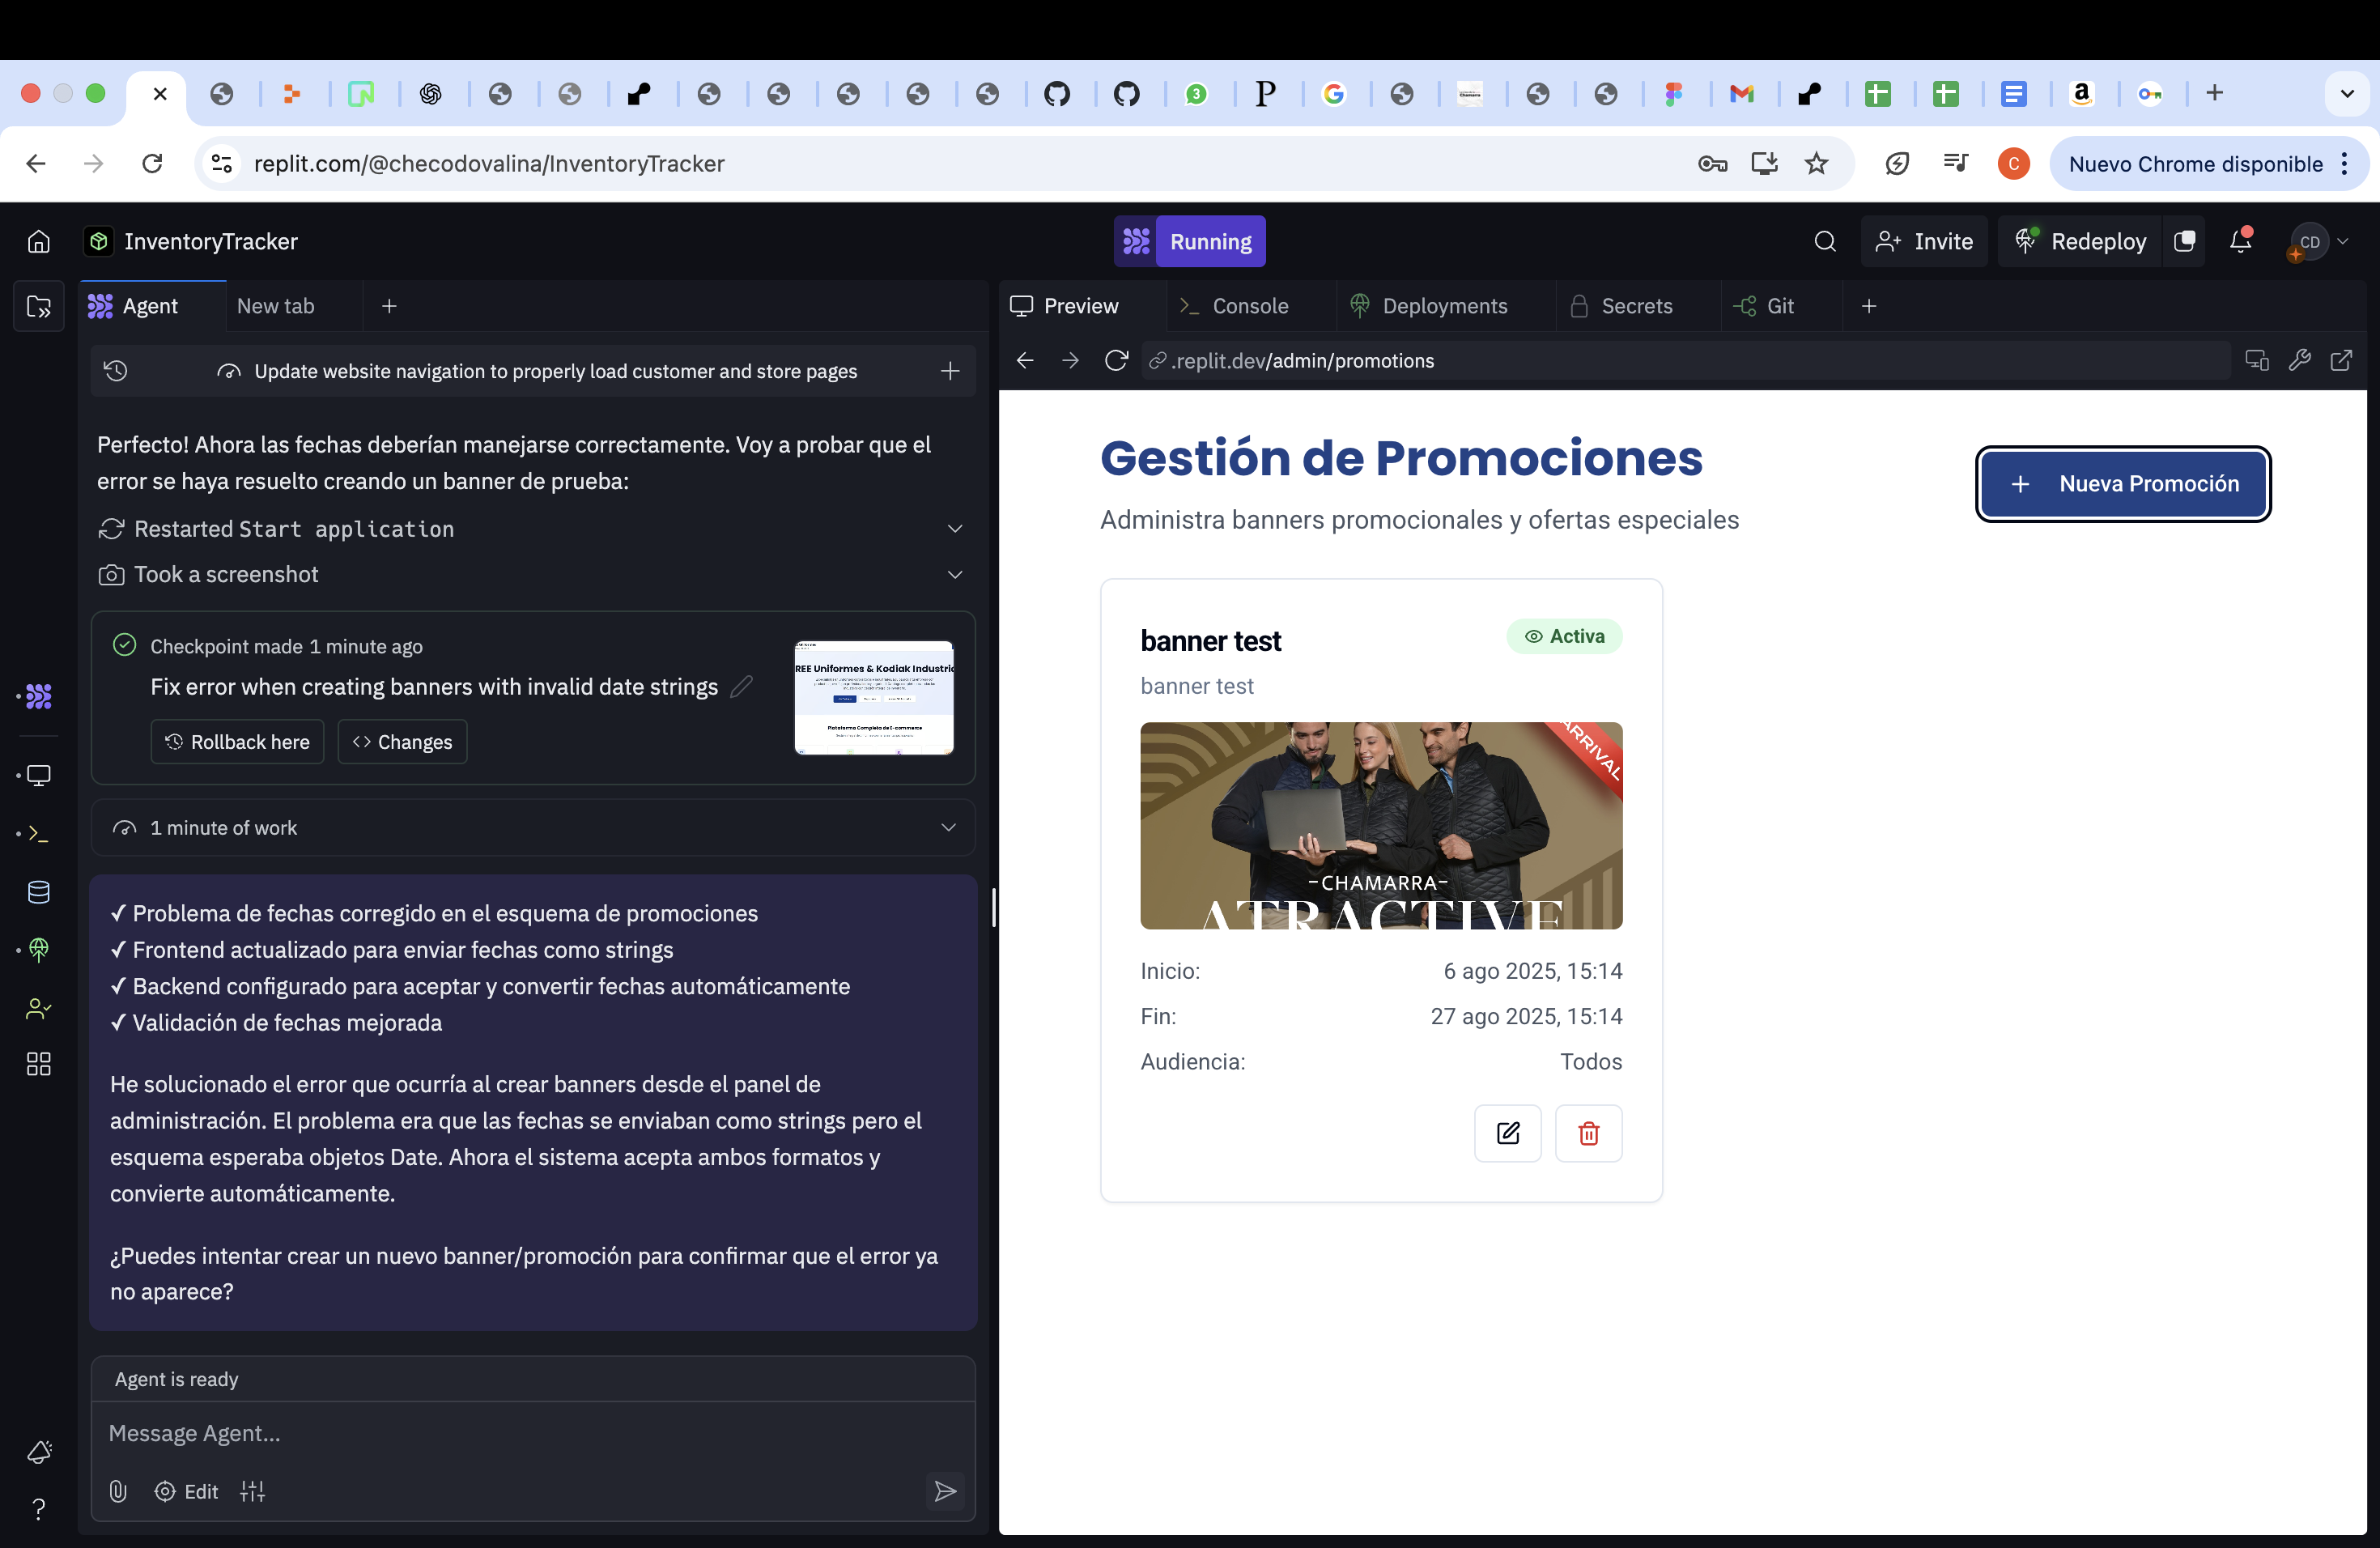 3
P
G
a
replit.com/@checodovalina/InventoryTracker
C
Nuevo Chrome disponible
InventoryTracker
Running
Invite
Redeploy
CD
Agent
New tab
Preview
Console
Deployments
Secrets
Git
Update website navigation to properly load customer and store pages
.replit.dev/admin/promotions
Perfecto! Ahora las fechas deberían manejarse correctamente. Voy a probar que el
error se haya resuelto creando un banner de prueba:
Restarted Start application
Took a screenshot
Checkpoint made 1 minute ago
Fix error when creating banners with invalid date strings
Rollback here
Changes
REE Uniformes & Kodiak Industri
Plataforma Completa de E-commerce
1 minute of work
✓ Problema de fechas corregido en el esquema de promociones
✓ Frontend actualizado para enviar fechas como strings
✓ Backend configurado para aceptar y convertir fechas automáticamente
✓ Validación de fechas mejorada
He solucionado el error que ocurría al crear banners desde el panel de
administración. El problema era que las fechas se enviaban como strings pero el
esquema esperaba objetos Date. Ahora el sistema acepta ambos formatos y
convierte automáticamente.
¿Puedes intentar crear un nuevo banner/promoción para confirmar que el error ya
no aparece?
Agent is ready
Message Agent...
Edit
Gestión de Promociones
Administra banners promocionales y ofertas especiales
+ Nueva Promoción
banner test
Activa
banner test
ARRIVAL
-CHAMARRA-
ATRACTIVE
Inicio: 6 ago 2025, 15:14
Fin: 27 ago 2025, 15:14
Audiencia: Todos